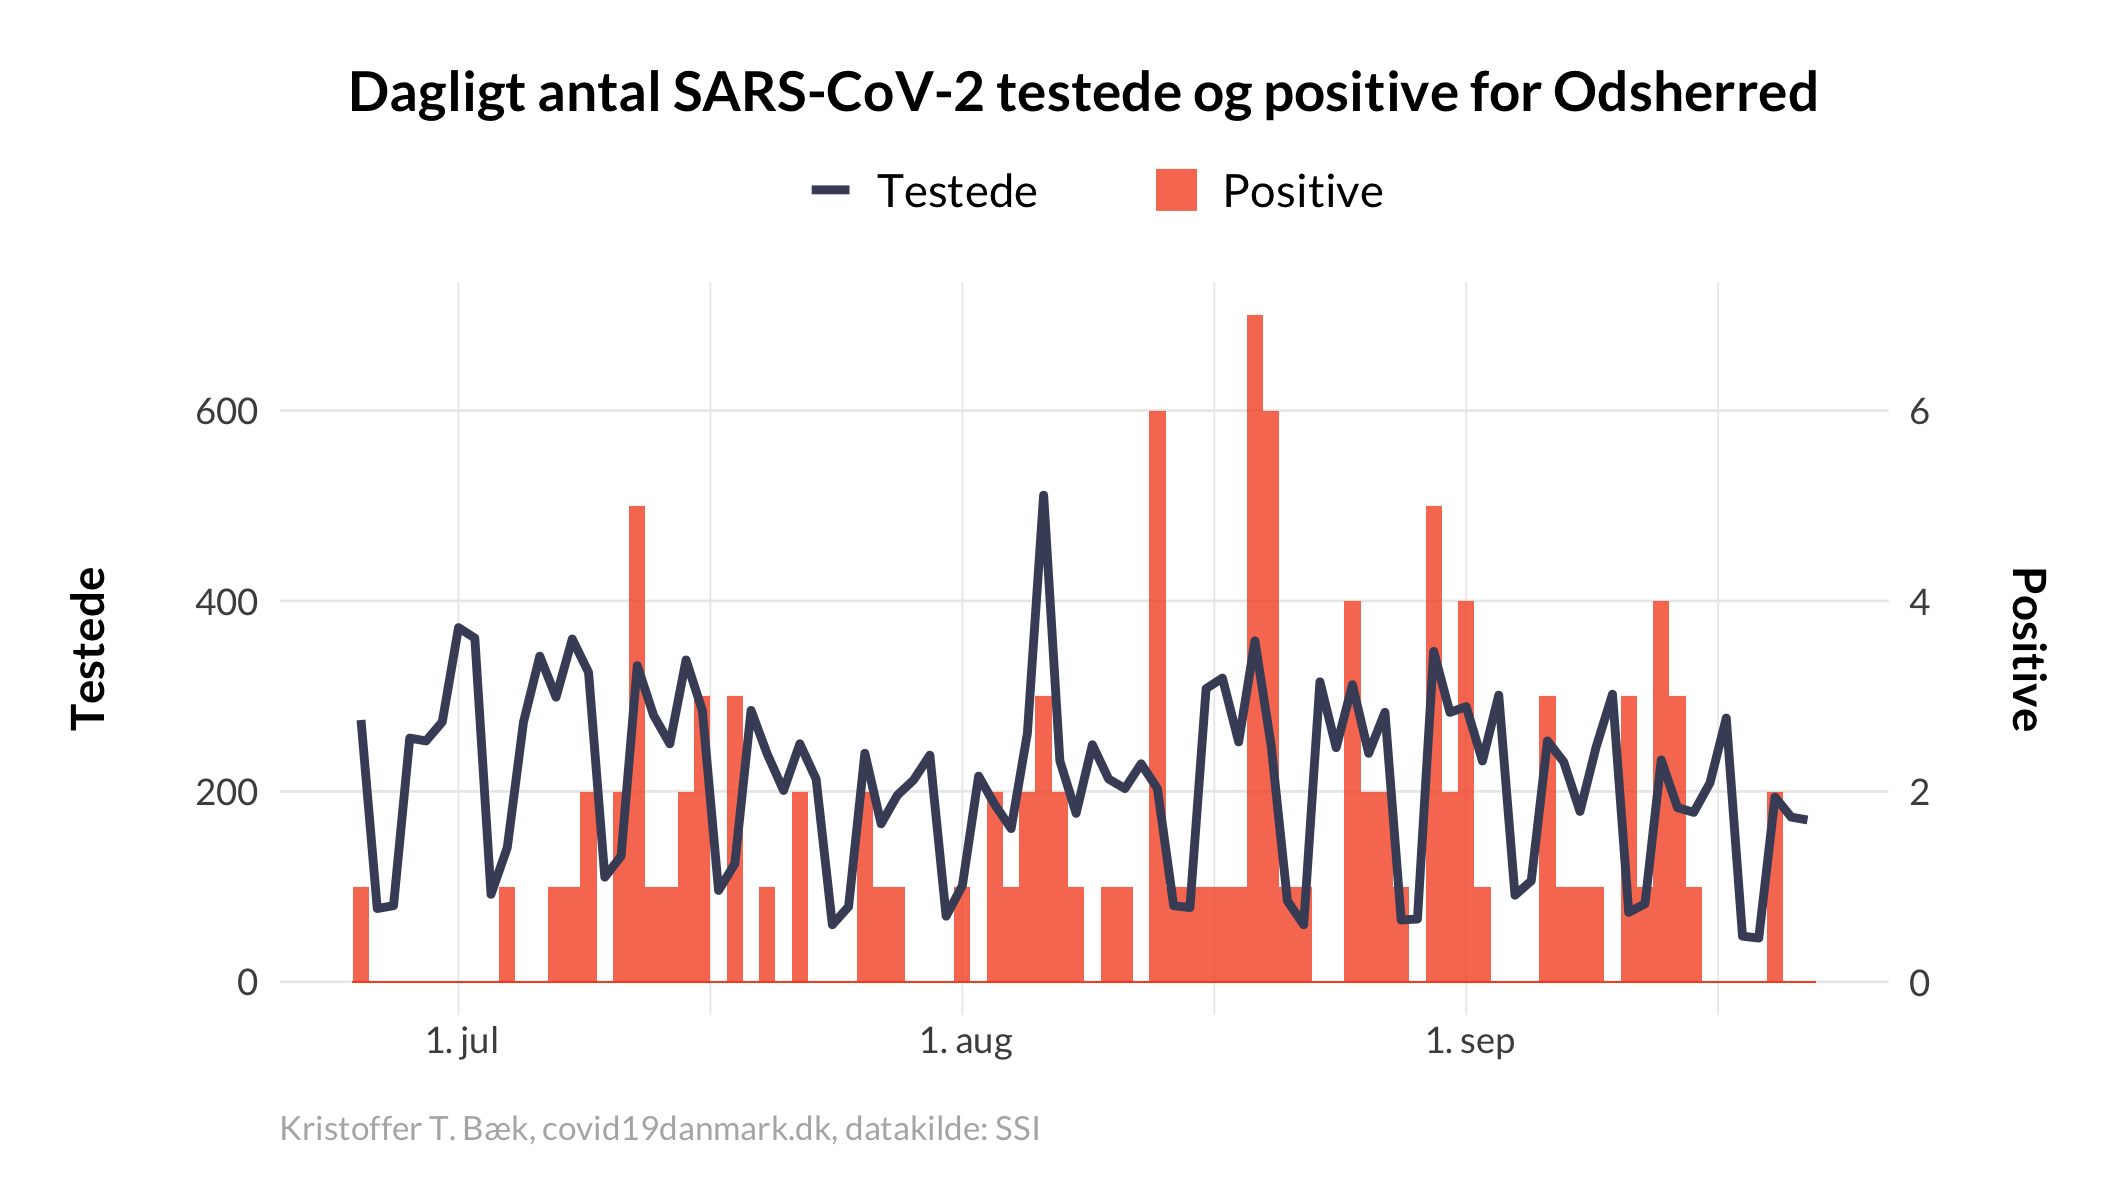 Dagligt antal SARS-CoV-2 testede og positive for Odsherred
Testede
Positive
600
400
200
0
6
4
2
0
Testede
Positive
1. jul
1. aug
1. sep
Kristoffer T. Bæk, covid19danmark.dk, datakilde: SSI